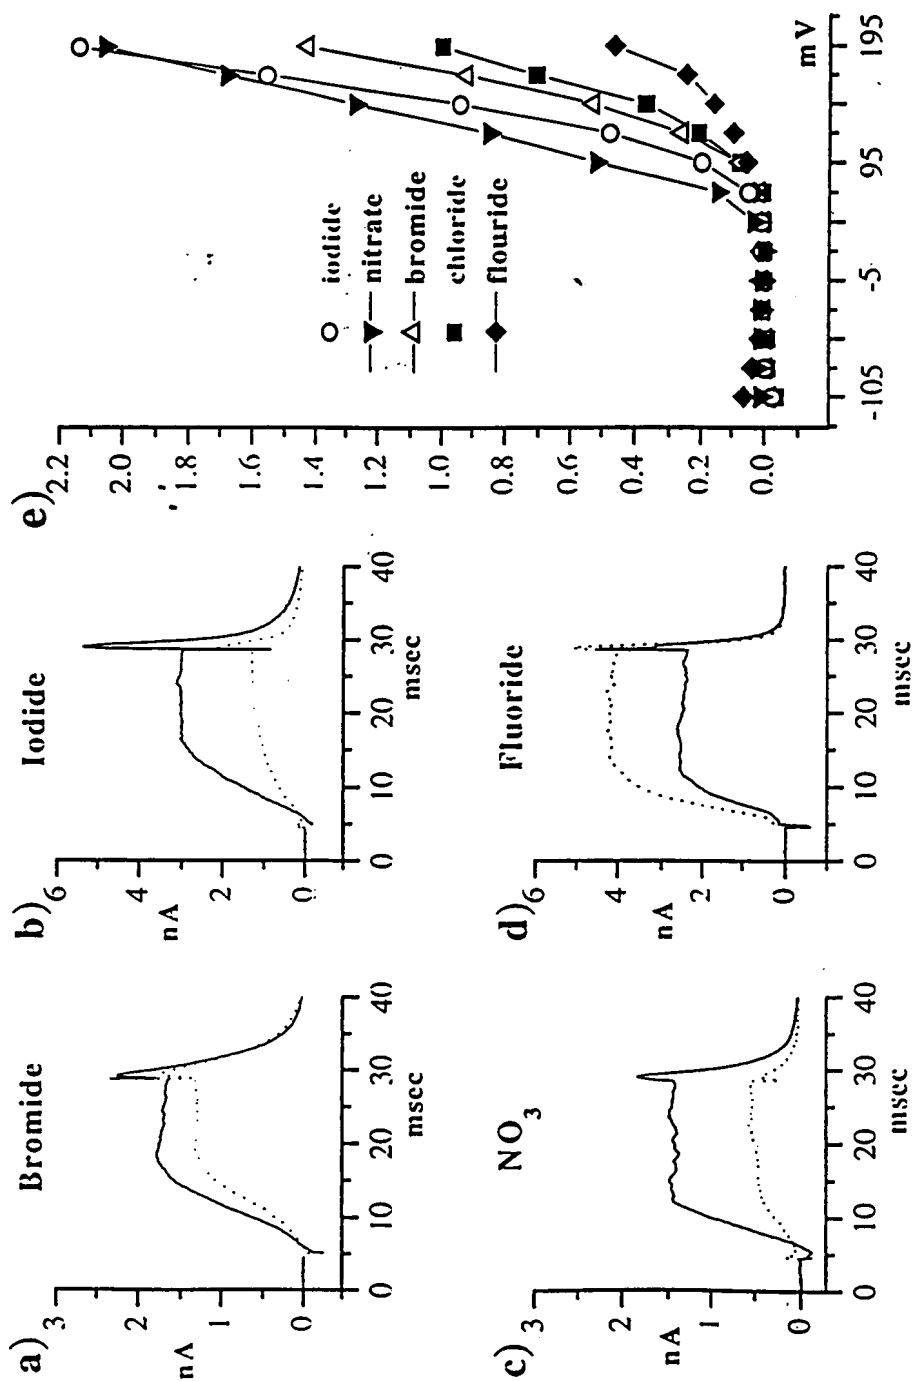 a)
Bromide
3
2
nA
1
0
0
10
20
30
40
msec
b)
Iodide
6
4
nA
2
0
0
10
20
30
40
msec
c)
NO3
3
2
nA
1
0
0
10
20
30
40
msec
d)
Fluoride
6
4
nA
2
0
0
10
20
30
40
msec
e)
2.2
2.0
1.8
1.6
1.4
1.2
1.0
0.8
0.6
0.4
0.2
0.0
iodide
nitrate
bromide
chloride
flouride
-105
-5
95
195
mV